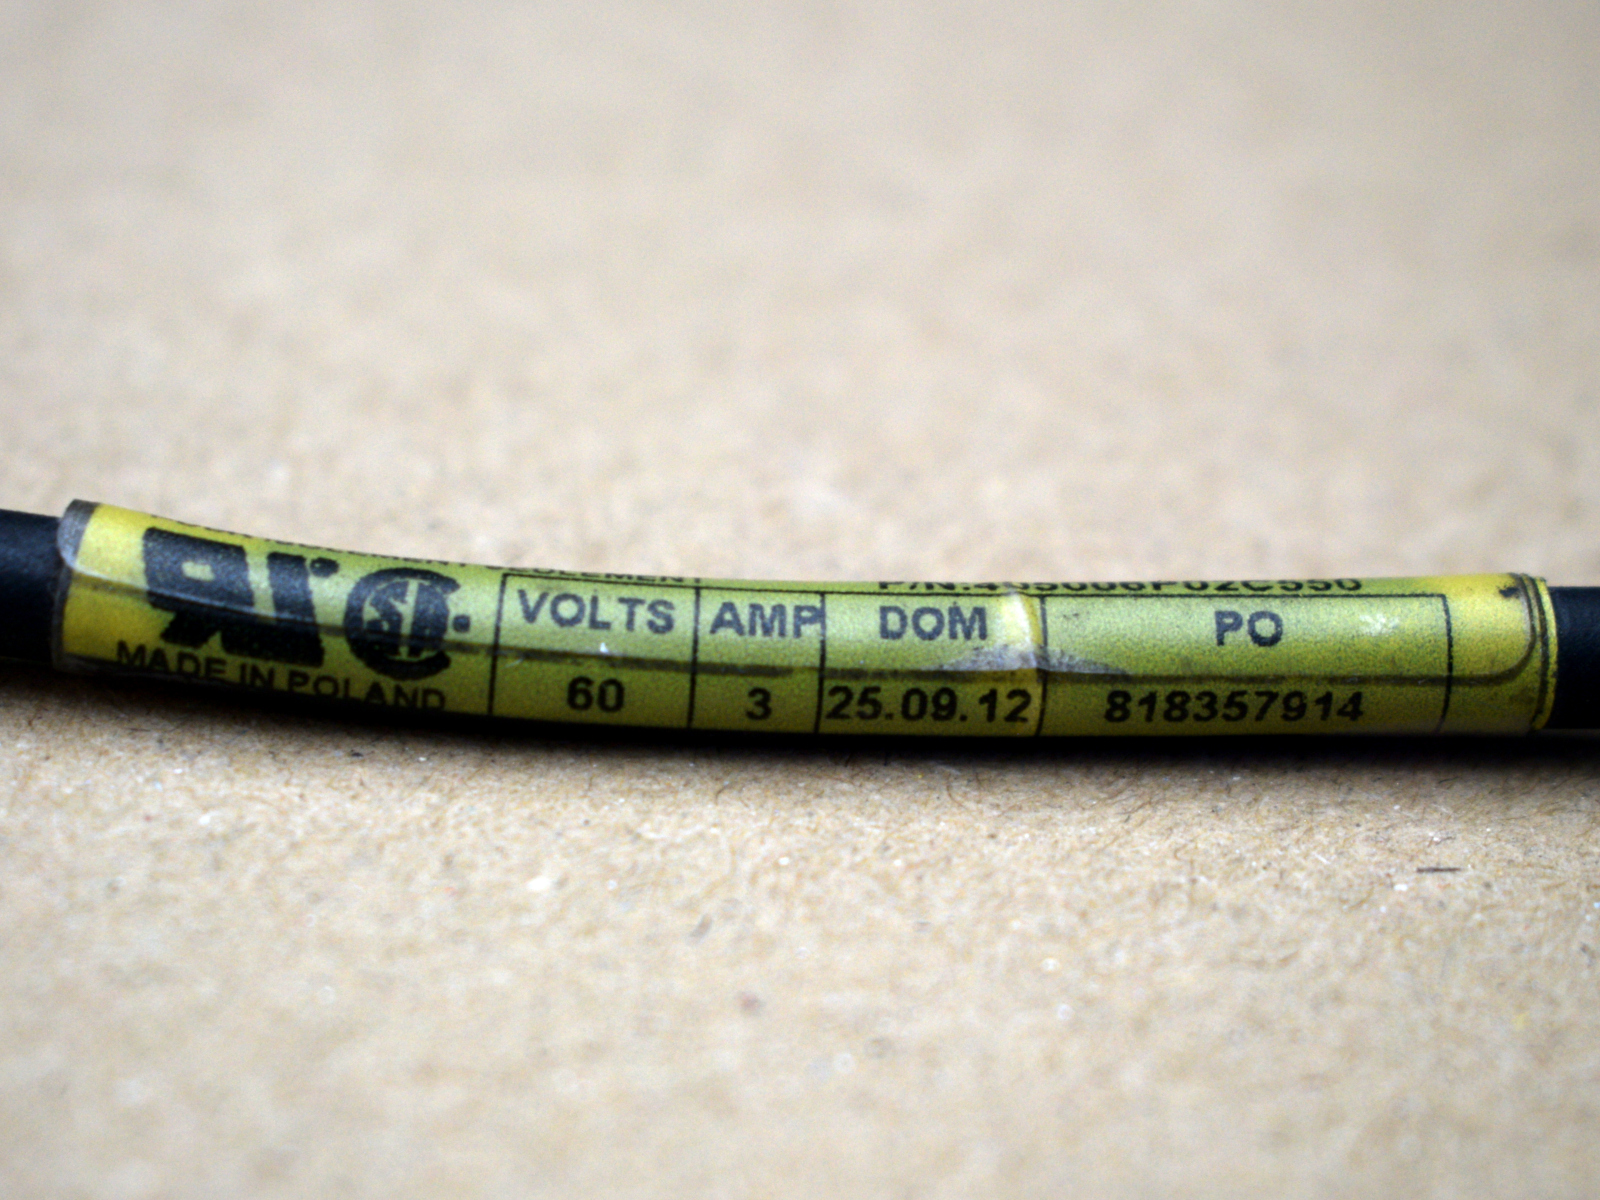 VOLTS AMP DOM PO
MADE IN POLAND
60 3 25.09.12 818357914